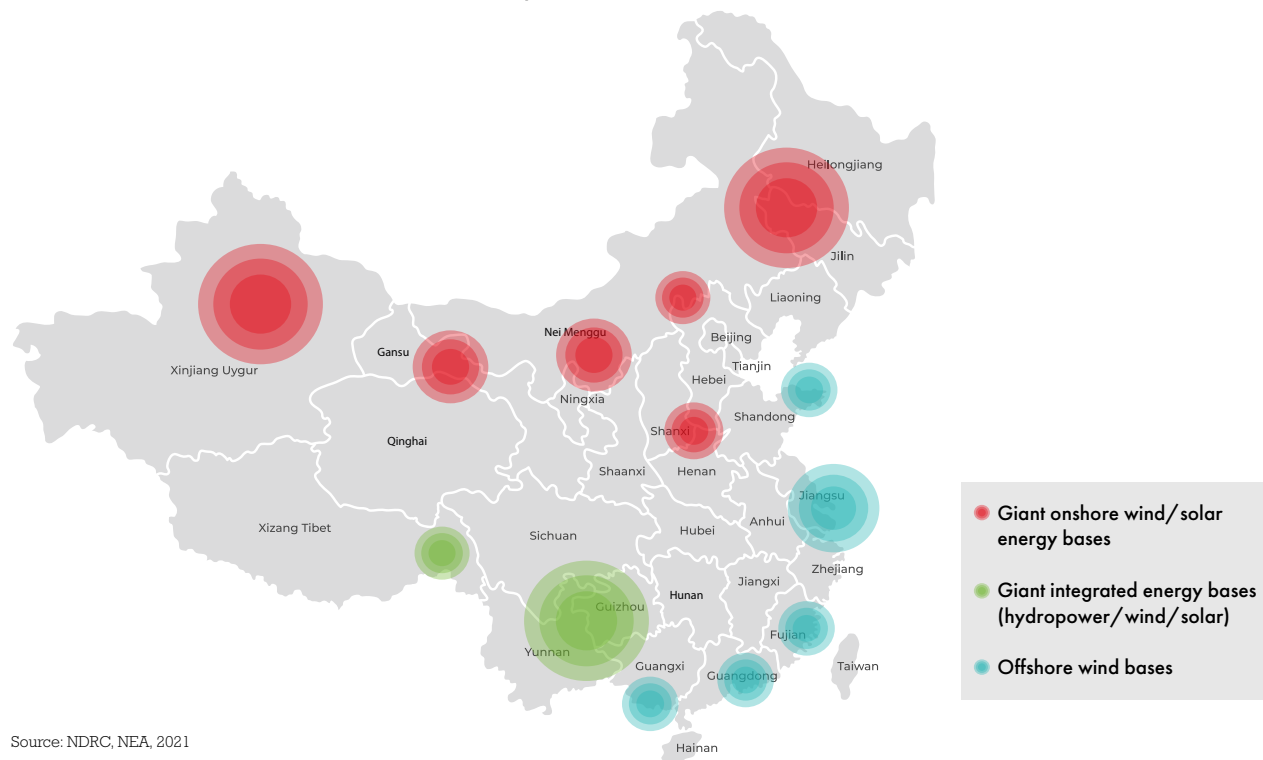 Heilongjiang
Jilin
Liaoning
Nei Menggu
Beijing
Gansu
Tianjin
Xinjiang Uygur
Hebei
Ningxia
Shandong
Shanxi
Qinghai
Shaanxi
Henan
Jiangsu
Giant onshore wind/solar
energy bases
Anhui
Xizang Tibet
Sichuan
Hubei
Zhejiang
Jiangxi
Giant integrated energy bases
(hydropower/wind/solar)
Hunan
Guizhou
Fujian
Yunnan
Guangxi
Taiwan
Offshore wind bases
Guangdong
Source: NDRC, NEA, 2021
Hainan